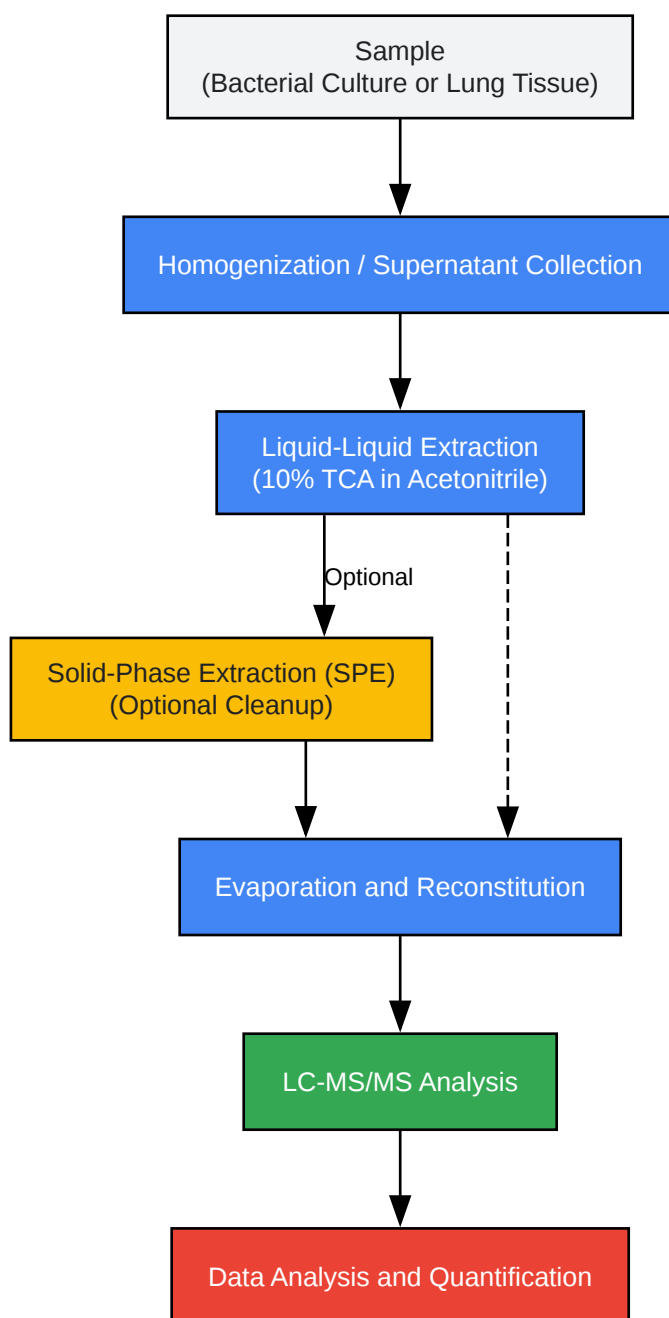 Sample
(Bacterial Culture or Lung Tissue)
Homogenization / Supernatant Collection
Liquid-Liquid Extraction
(10% TCA in Acetonitrile)
Optional
Solid-Phase Extraction (SPE)
(Optional Cleanup)
Evaporation and Reconstitution
LC-MS/MS Analysis
Data Analysis and Quantification